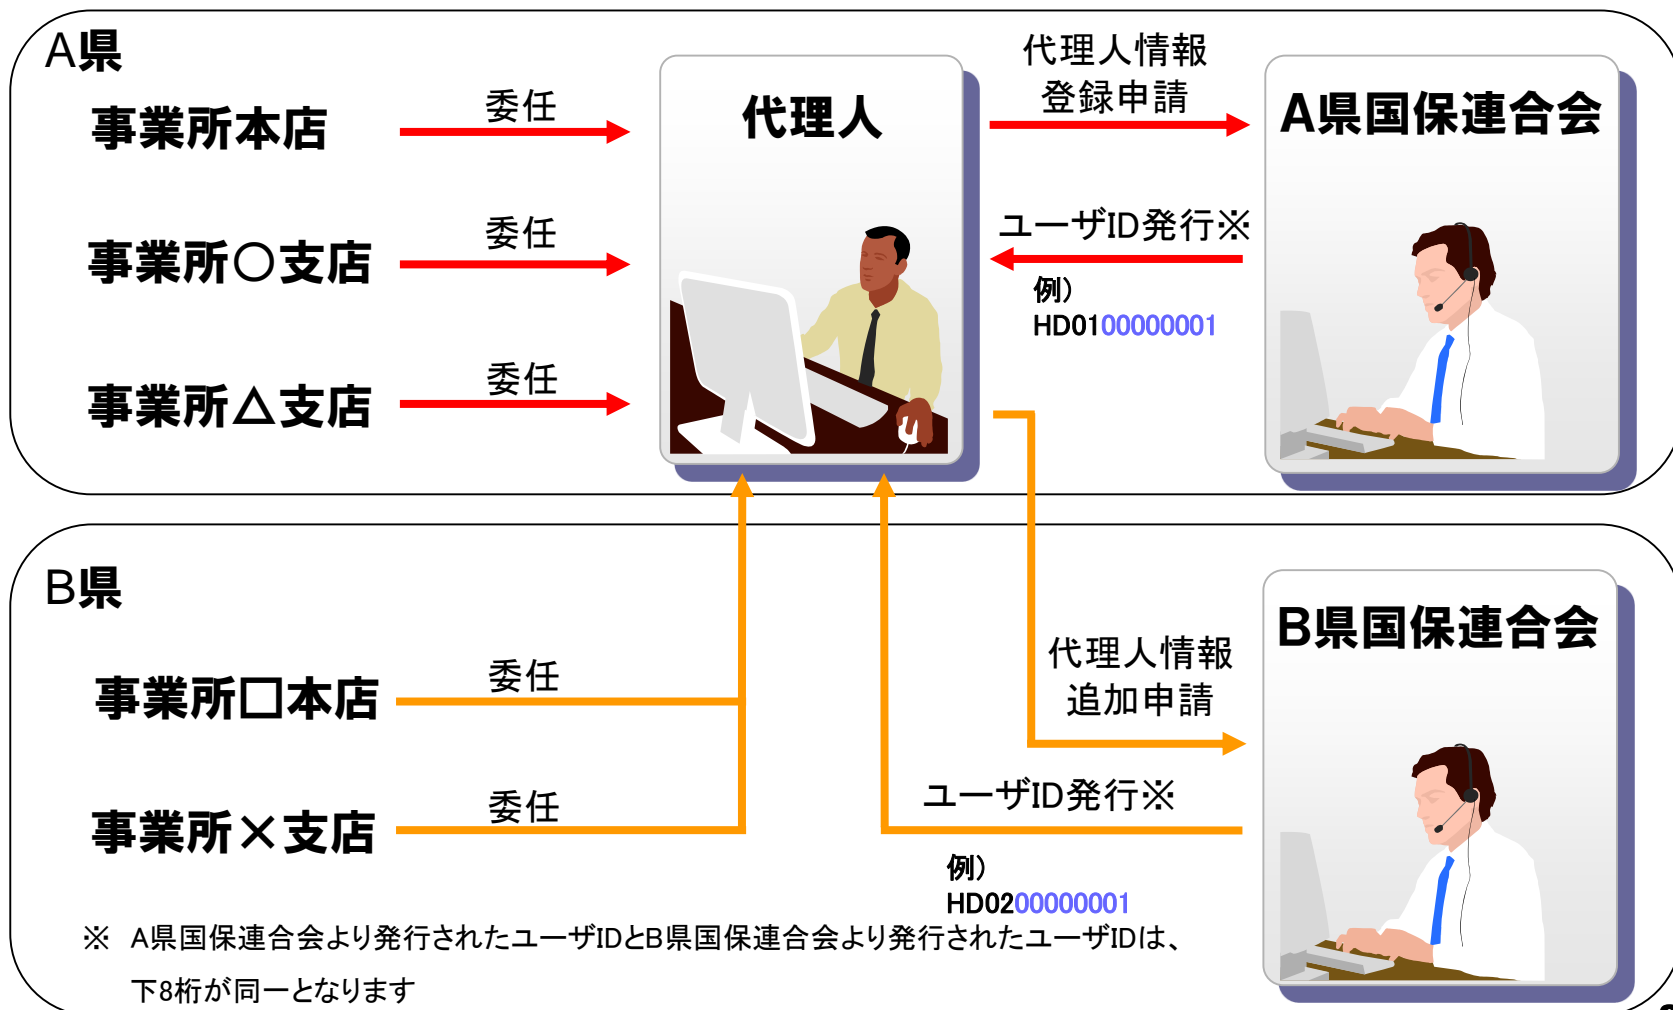 A県
事業所本店
委任
代理人
代理人情報
登録申請
A県国保連合会
事業所○支店
委任
ユーザID発行※
例)
HD0100000001
事業所△支店
委任
B県
事業所□本店
委任
代理人情報
追加申請
B県国保連合会
事業所×支店
委任
ユーザID発行※
例)
HD0200000001
※ A県国保連合会より発行されたユーザIDとB県国保連合会より発行されたユーザIDは、
下8桁が同一となります